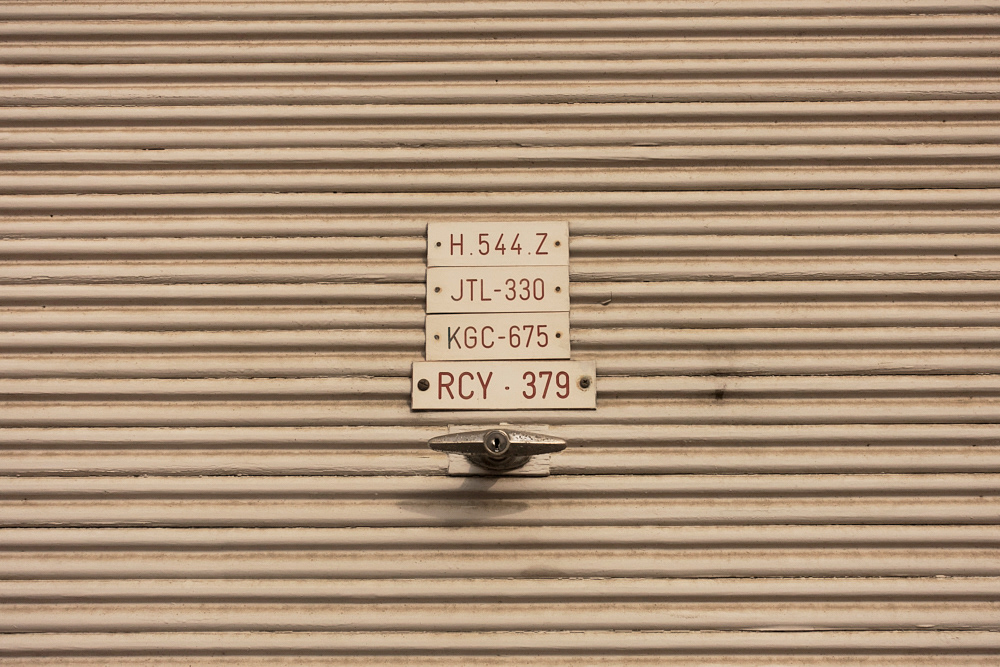 H.544.Z
JTL-330
KGC-675
RCY · 379